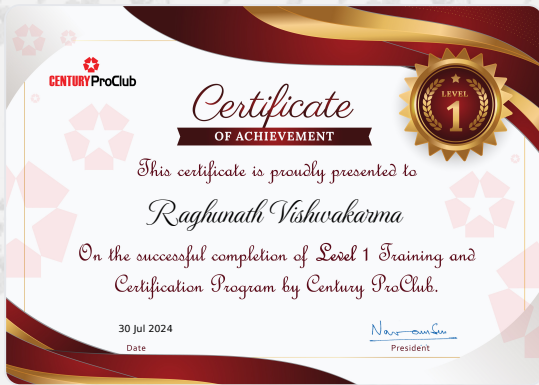 CENTURY ProClub
Certificate
OF ACHIEVEMENT
LEVEL
1
This certificate is proudly presented to
Raghunath Vishwakarma
On the successful completion of Level 1 Training and
Certification Program by Century ProClub.
30 Jul 2024
Date
President